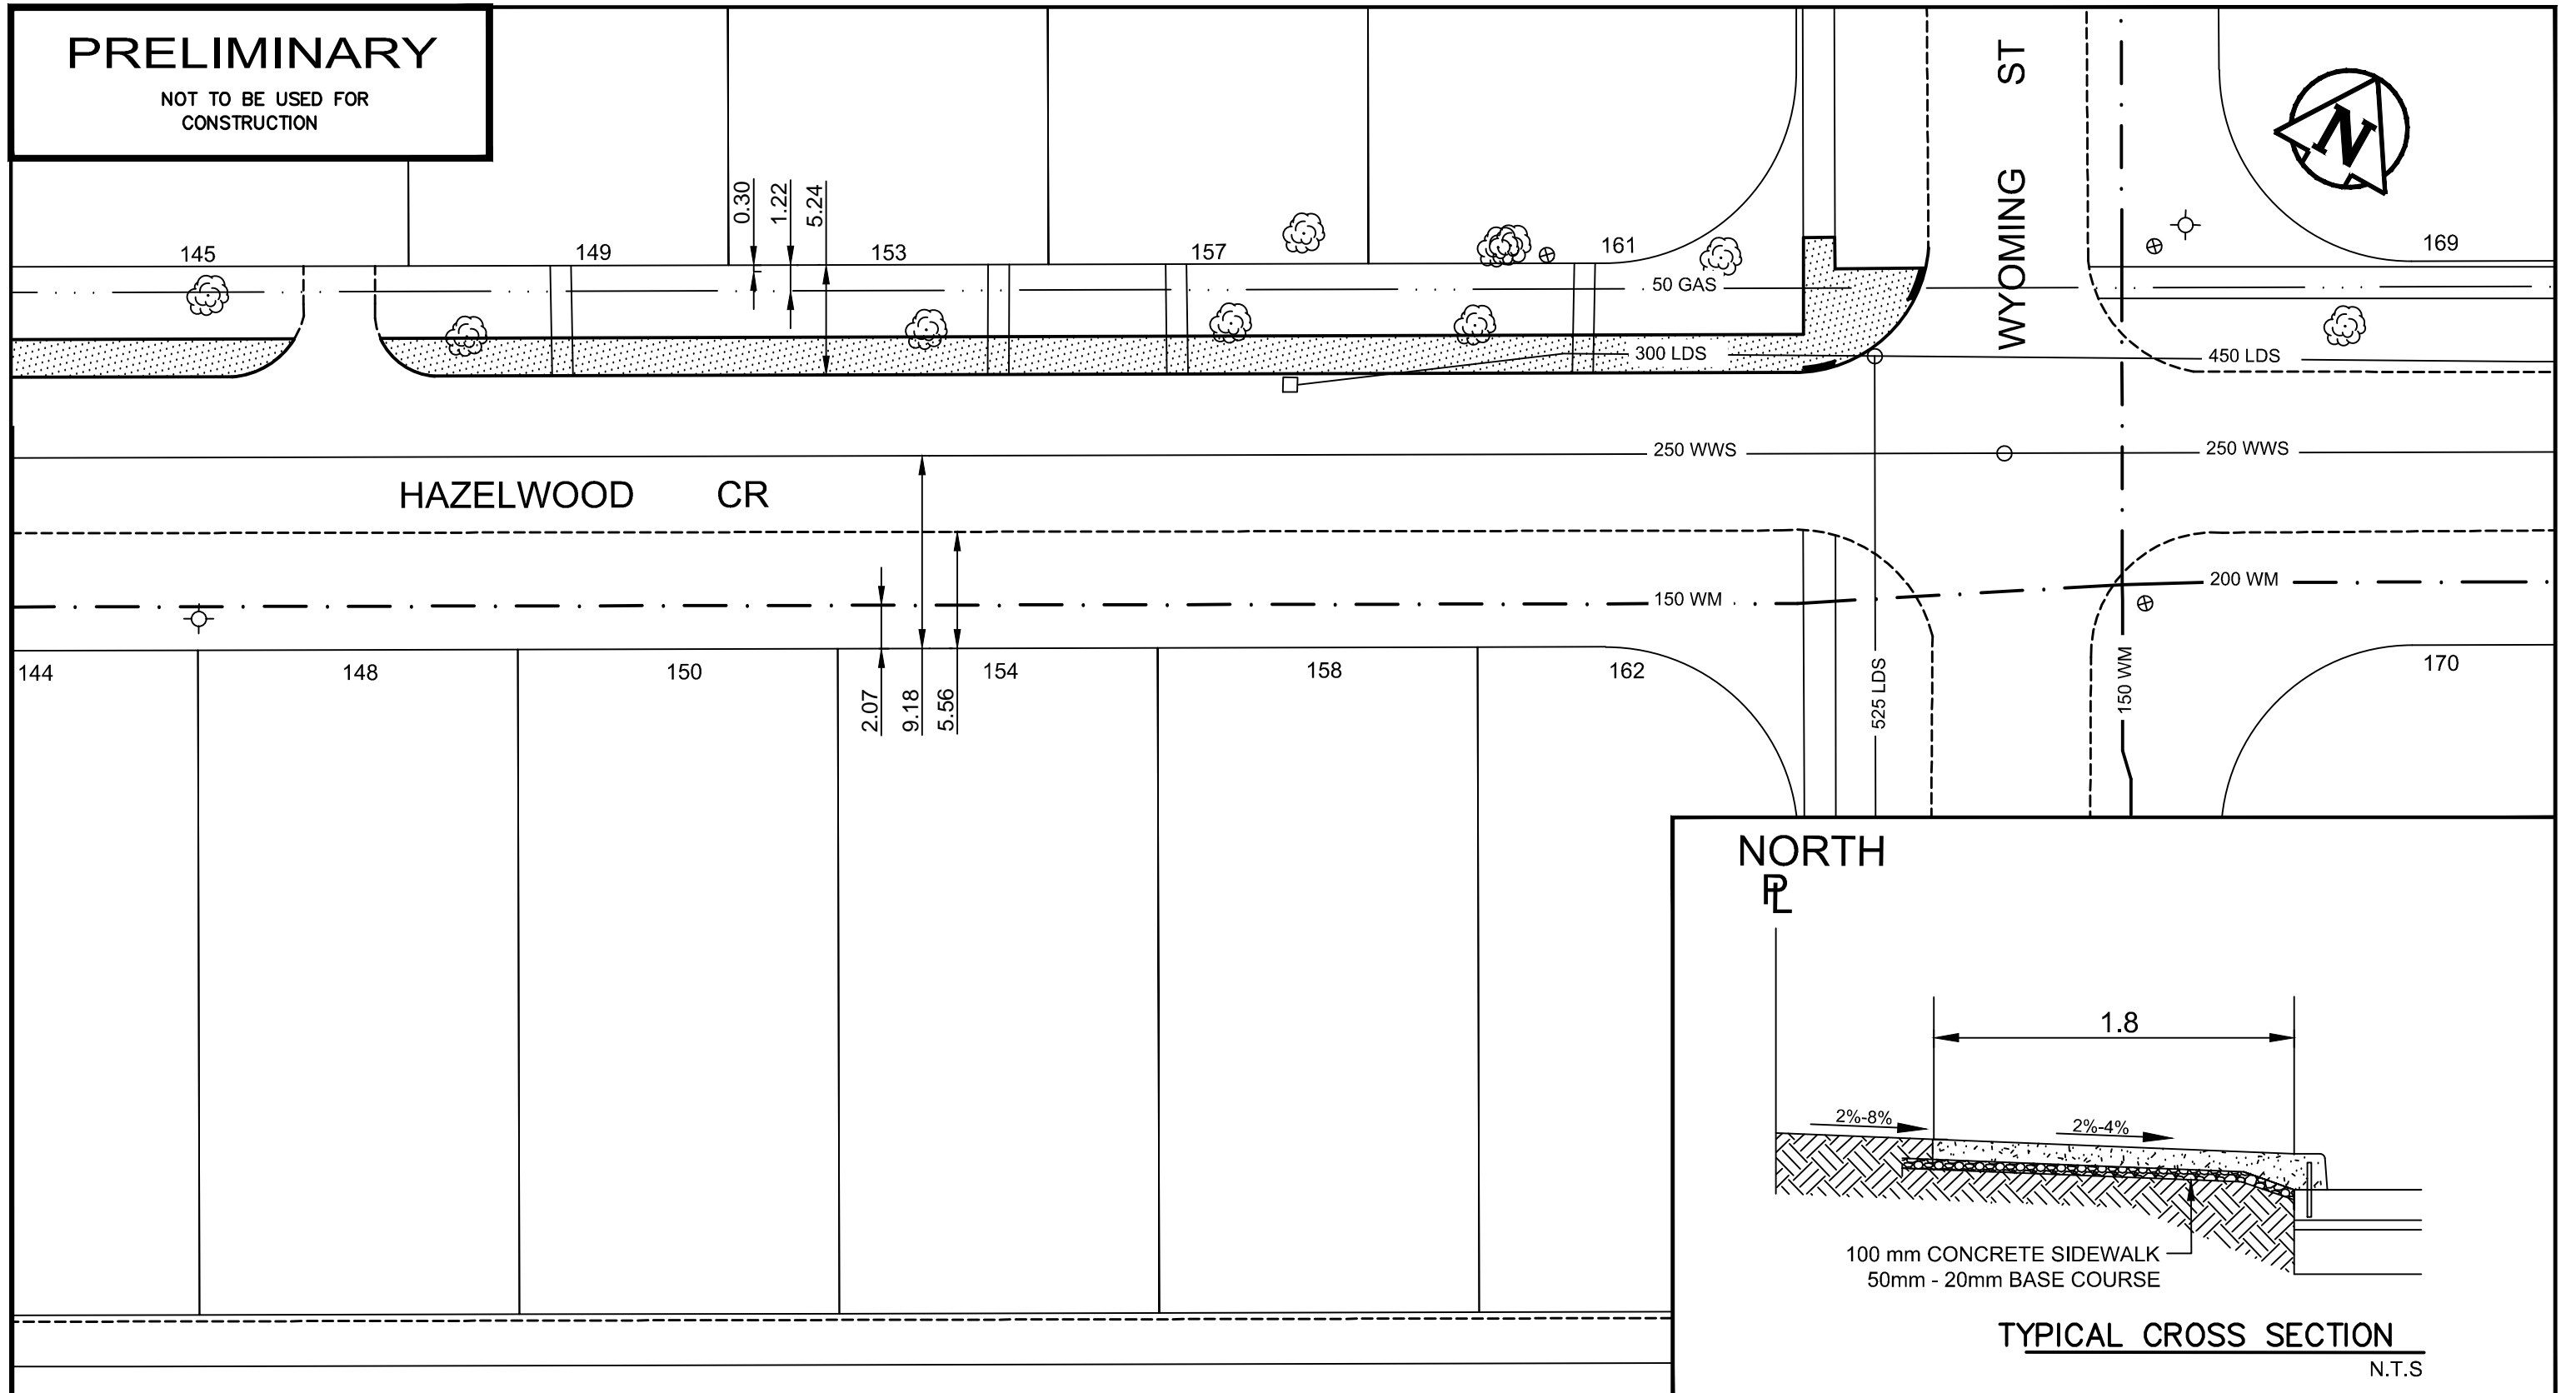 PRELIMINARY
NOT TO BE USED FOR
CONSTRUCTION
WYOMING ST
N
0.30
1.22
5.24
145
149
153
157
161
169
50 GAS
300 LDS
450 LDS
250 WWS
250 WWS
HAZELWOOD CR
150 WM
200 WM
144
148
150
154
158
162
170
2.07
9.18
5.56
525 LDS
150 WM
NORTH
PL
1.8
2%-8%
2%-4%
100 mm CONCRETE SIDEWALK
50mm - 20mm BASE COURSE
TYPICAL CROSS SECTION
N.T.S